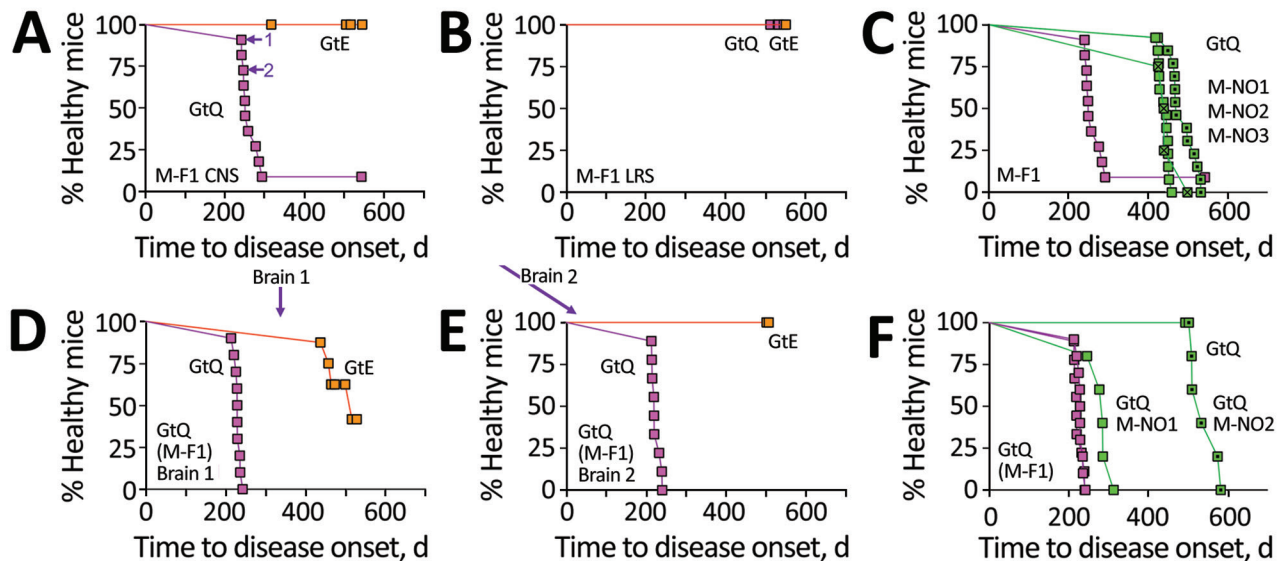 A
% Healthy mice
100
75
50
25
0
1
2
GtE
GtQ
M-F1 CNS
0 200 400 600
Time to disease onset, d
B
% Healthy mice
100
75
50
25
0
GtQ GtE
M-F1 LRS
0 200 400 600
Time to disease onset, d
C
% Healthy mice
100
75
50
25
0
GtQ
M-NO1
M-NO2
M-NO3
M-F1
0 200 400 600
Time to disease onset, d
Brain 1
D
% Healthy mice
100
75
50
25
0
GtQ
GtE
GtQ
(M-F1)
Brain 1
0 200 400 600
Time to disease onset, d
Brain 2
E
% Healthy mice
100
75
50
25
0
GtE
GtQ
GtQ
(M-F1)
Brain 2
0 200 400 600
Time to disease onset, d
F
% Healthy mice
100
75
50
25
0
GtQ
GtQ
M-NO1
GtQ
M-NO2
GtQ
(M-F1)
0 200 400 600
Time to disease onset, d